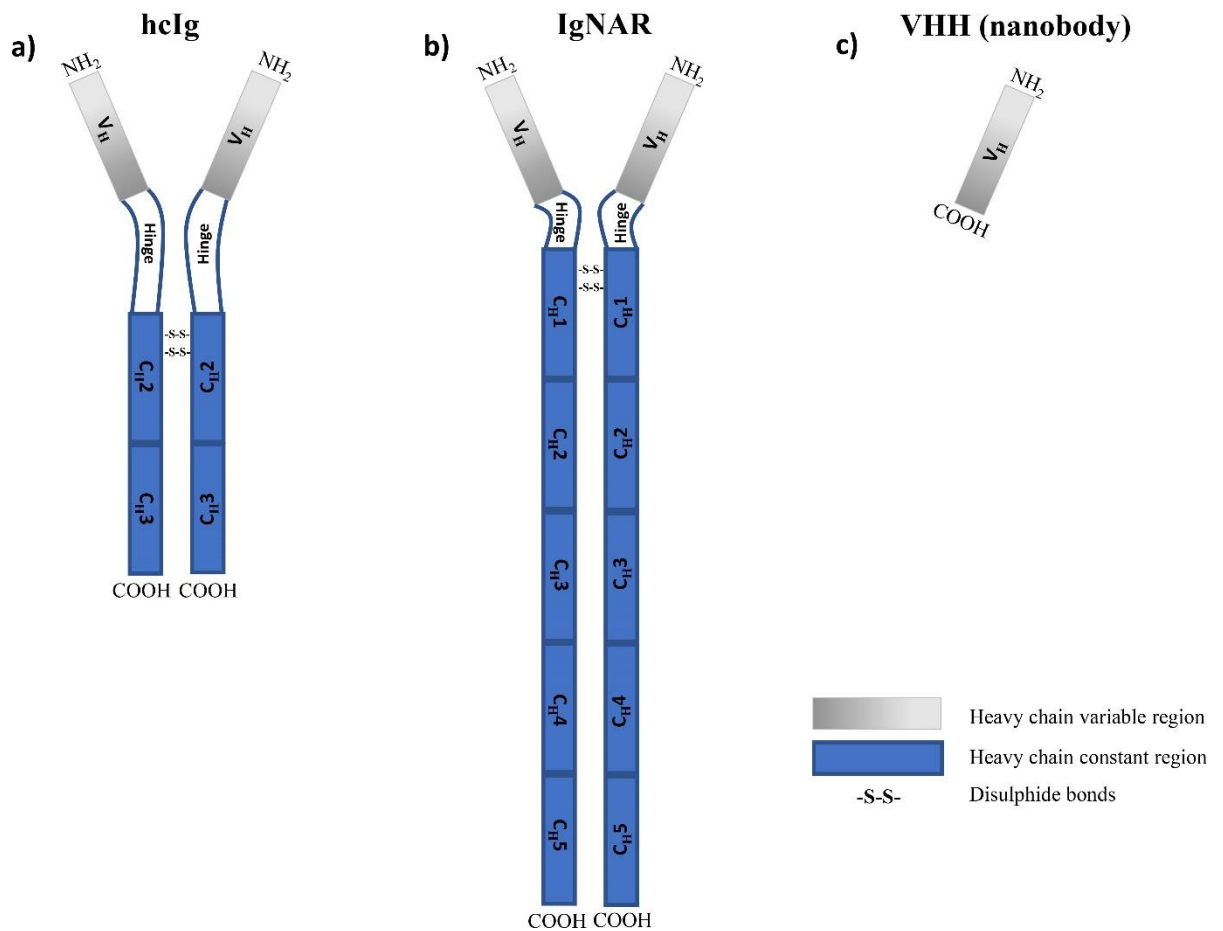 hcIg
a)
NH2
NH2
VH
VH
Hinge
Hinge
-S-S-
-S-S-
CH2
CH2
CH3
CH3
COOH COOH
IgNAR
b)
NH2
NH2
VH
VH
Hinge
Hinge
-S-S-
-S-S-
CH1
CH1
CH2
CH2
CH3
CH3
CH4
CH4
CH5
CH5
COOH COOH
VHH (nanobody)
c)
NH2
VH
COOH
Heavy chain variable region
Heavy chain constant region
-S-S- Disulphide bonds